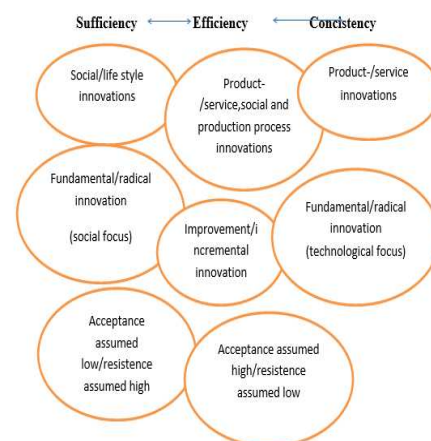 Sufficiency Efficiency Concistency
Social/life style
innovations
Product-
/service,social and
production process
innovations
Product-/service
innovations
Fundamental/radical
innovation
(social focus)
Improvement/i
ncremental
innovation
Fundamental/radical
innovation
(technological focus)
Acceptance
assumed
low/resistence
assumed high
Acceptance assumed
high/resistence
assumed low